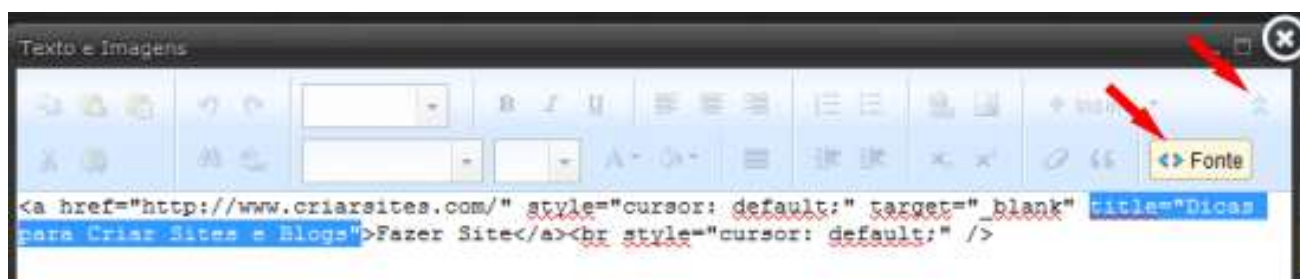 Texto e Imagens
B I U
Fonte
<a href="http://www.criarsites.com/" style="cursor: default;" target="_blank" title="Dicas
para Criar Sites e Blogs">Fazer Site</a><br style="cursor: default;" />